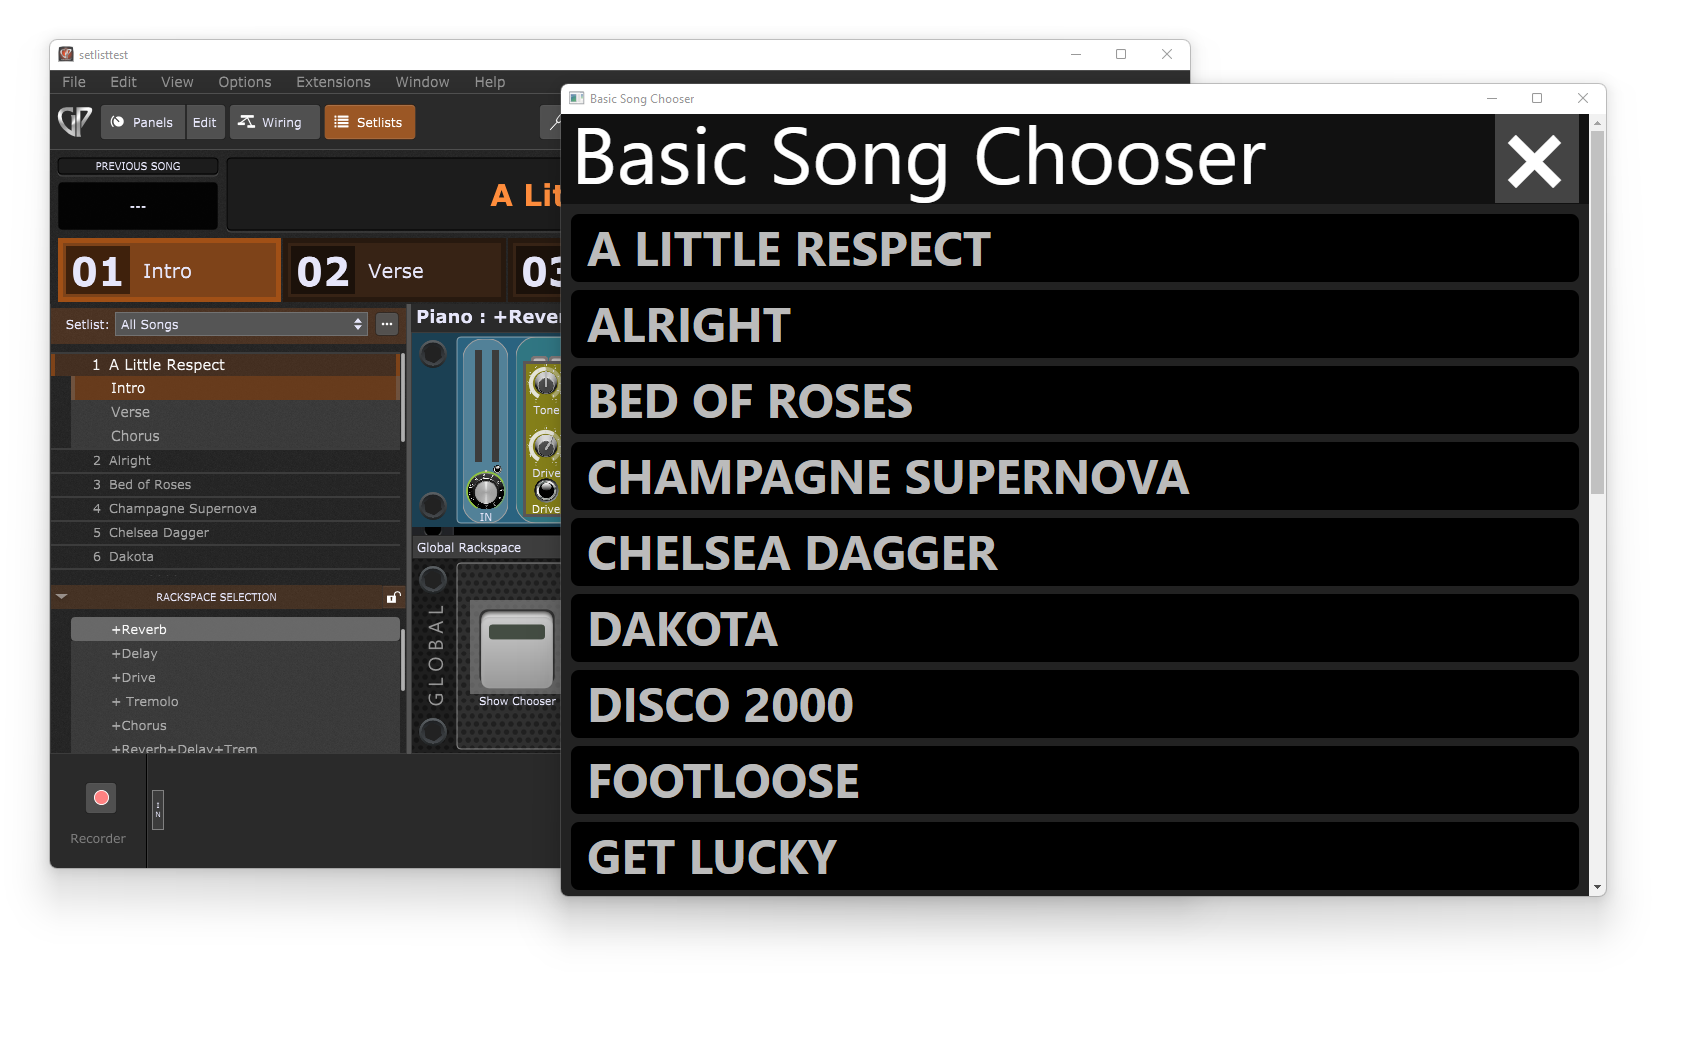 setlisttest
File Edit View Options Extensions Window Help
GP Panels Edit Wiring Setlists
PREVIOUS SONG
---
A Lit
01 Intro
02 Verse
03
Setlist: All Songs ...
1 A Little Respect
Intro
Verse
Chorus
2 Alright
3 Bed of Roses
4 Champagne Supernova
5 Chelsea Dagger
6 Dakota
RACKSPACE SELECTION
+Reverb
+Delay
+Drive
+ Tremolo
+Chorus
+Reverb+Delay+Trem
Recorder
IN
Piano : +Rever
Tone
Drive
IN
Drive
Global Rackspace
GLOBAL
Show Chooser
Basic Song Chooser
Basic Song Chooser
A LITTLE RESPECT
ALRIGHT
BED OF ROSES
CHAMPAGNE SUPERNOVA
CHELSEA DAGGER
DAKOTA
DISCO 2000
FOOTLOOSE
GET LUCKY